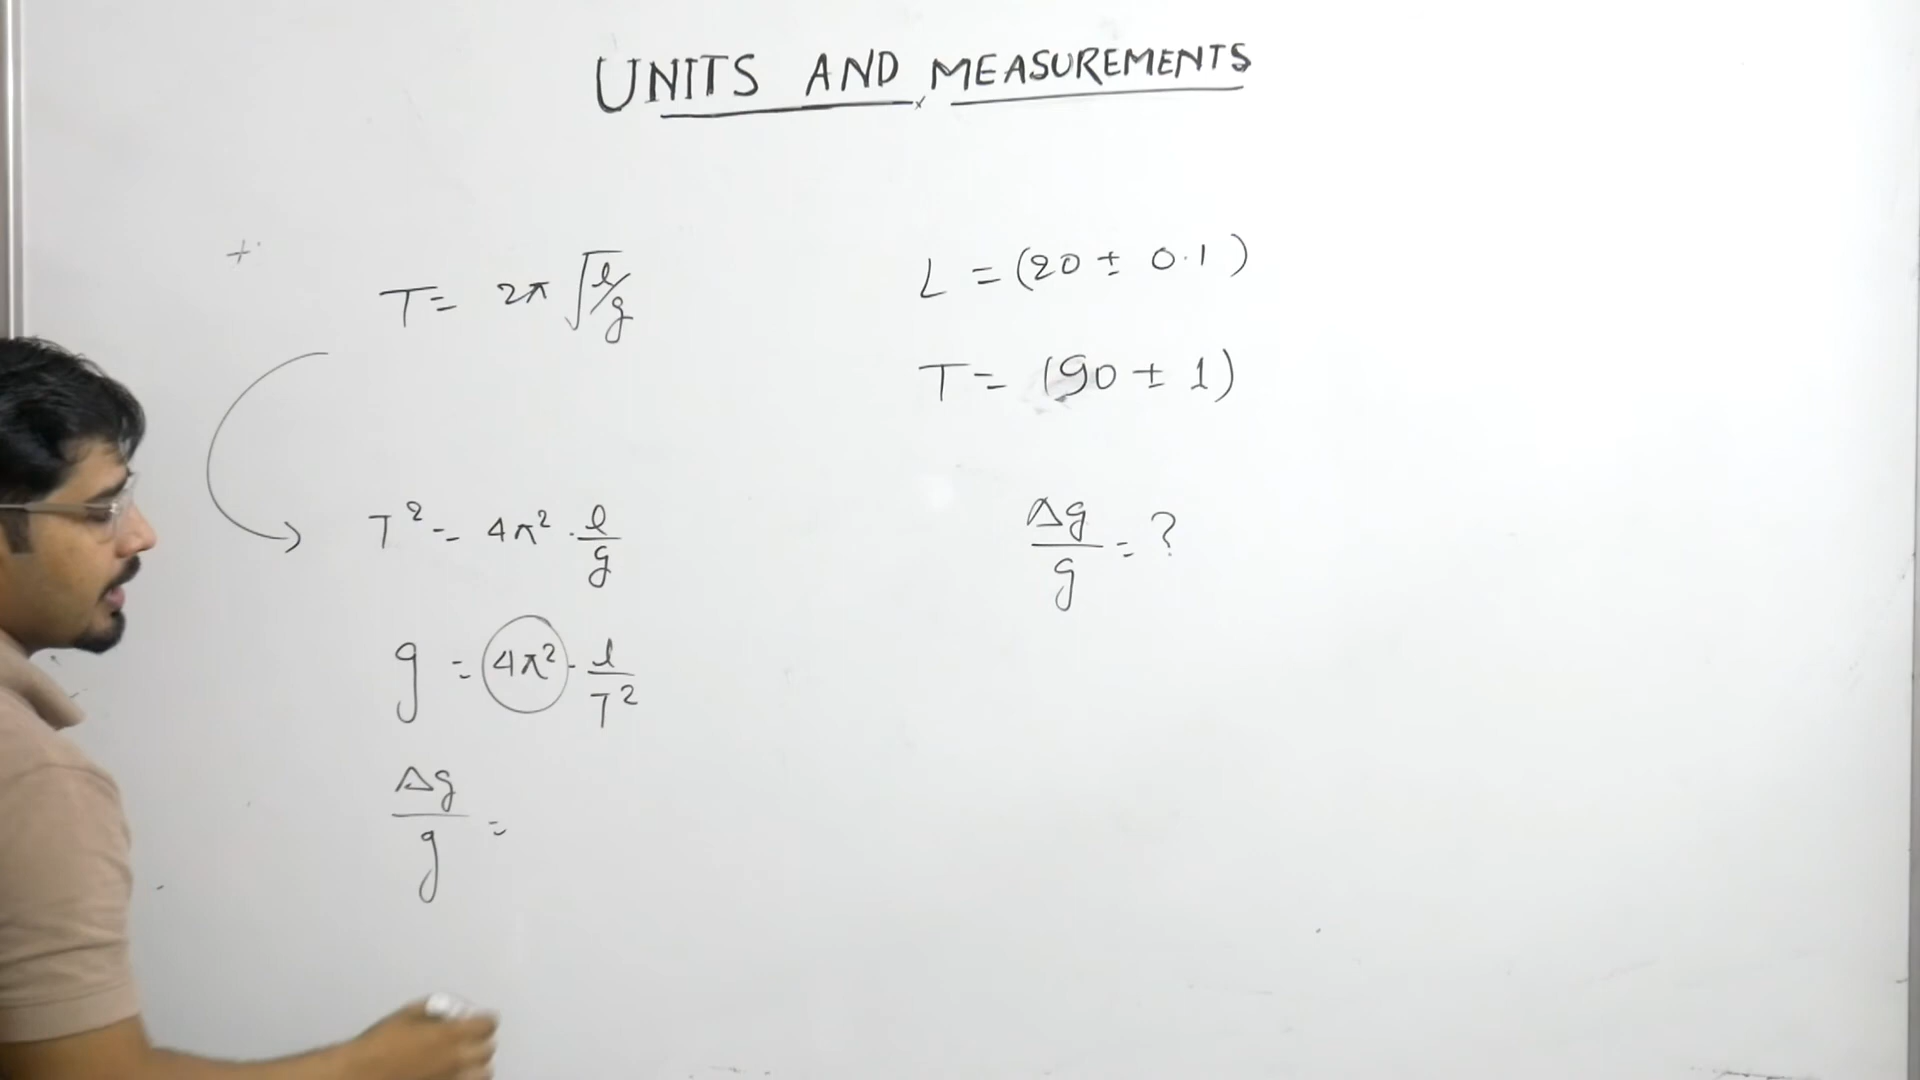 UNITS AND MEASUREMENTS
T = 2π √l/g
L = (20 ± 0.1)
T = (90 ± 1)
T² = 4π² · l/g
Δg/g = ?
g = 4π² · l/T²
Δg/g =